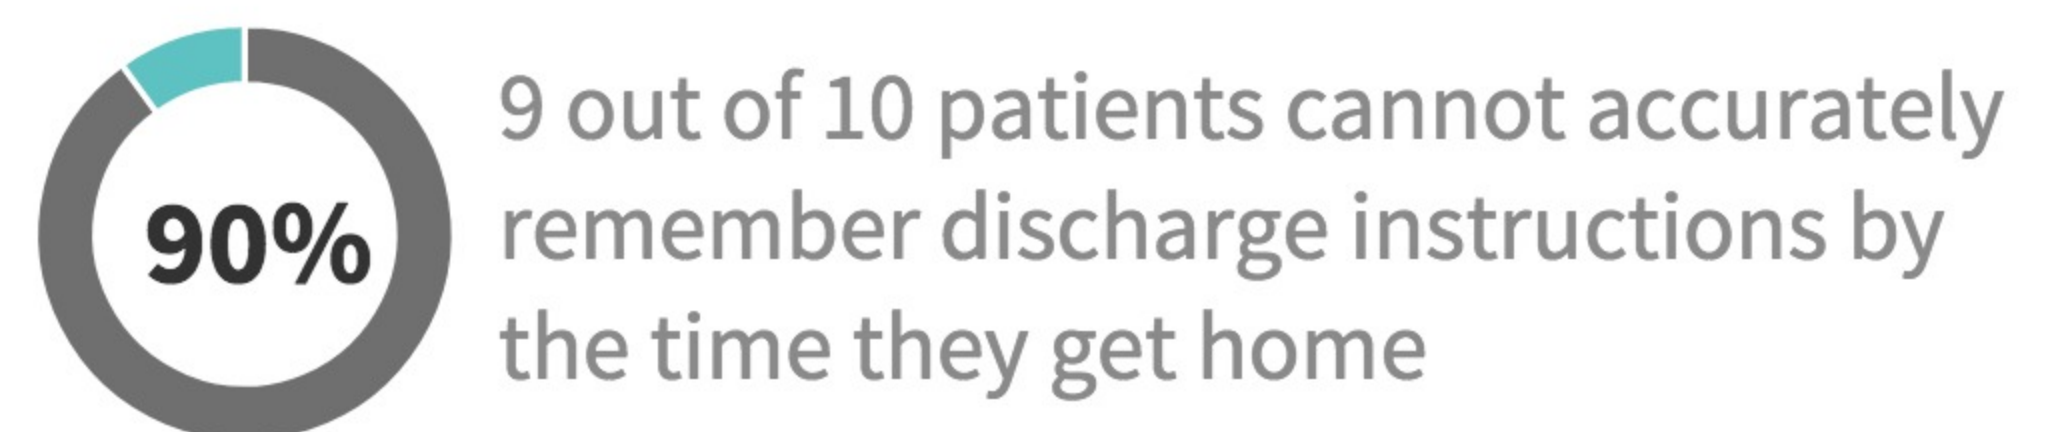 90%
9 out of 10 patients cannot accurately
remember discharge instructions by
the time they get home